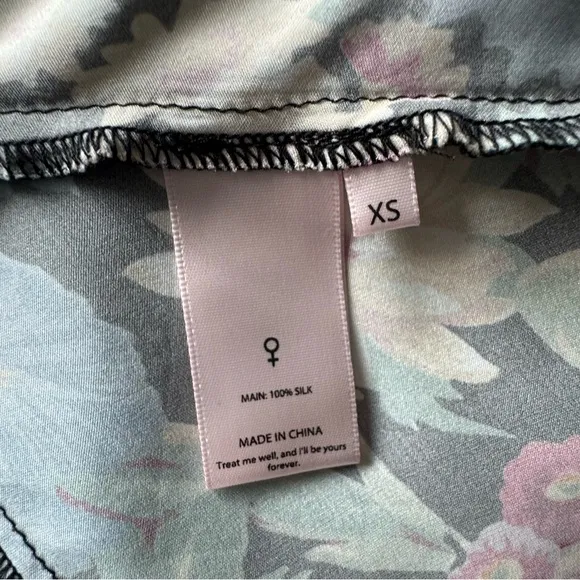 XS
♀
MAIN: 100% SILK
MADE IN CHINA
Treat me well, and i'll be yours
forever.